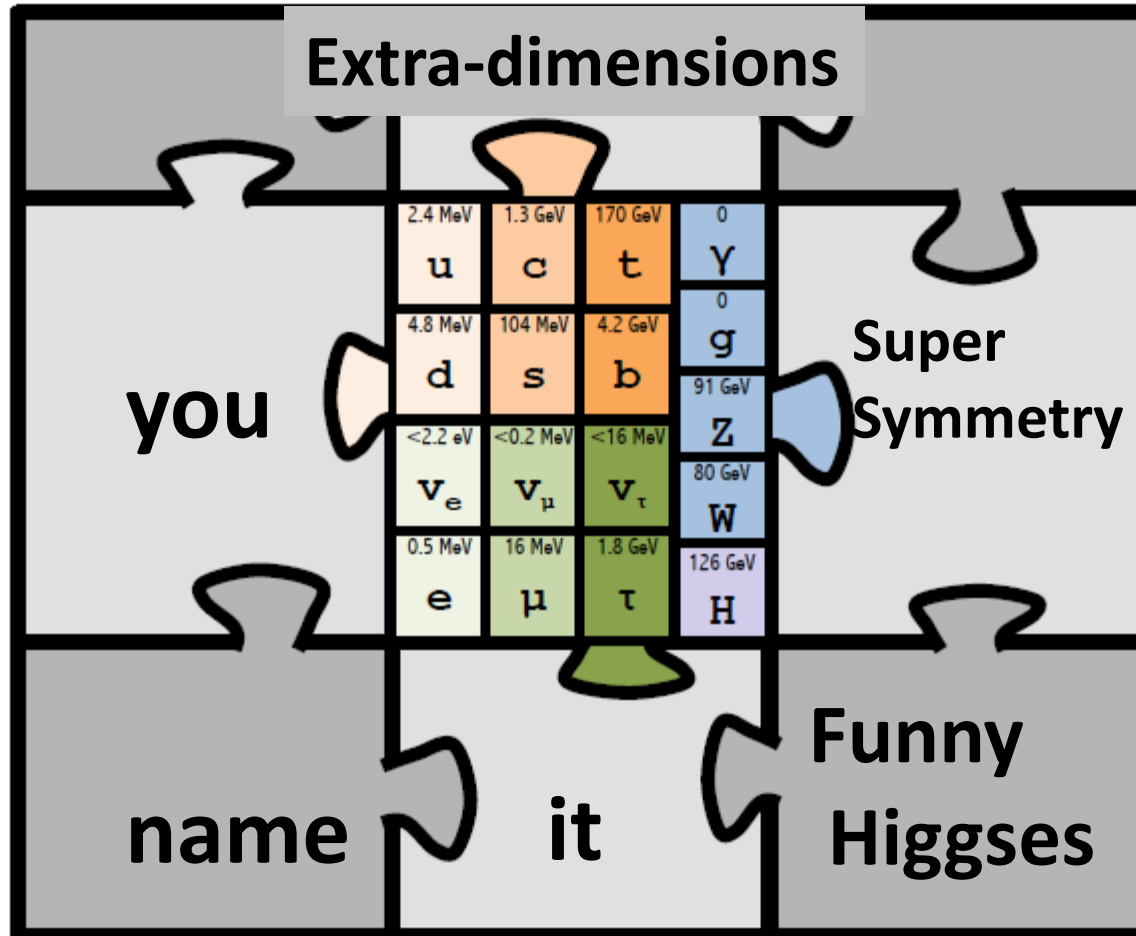 Extra-dimensions
2.4 MeV 1.3 GeV 170 GeV 0
u c t γ
0
g
4.8 MeV 104 MeV 4.2 GeV
d s b
91 GeV
Z
<2.2 eV <0.2 MeV <16 MeV
νe νμ ντ
80 GeV
W
0.5 MeV 16 MeV 1.8 GeV
e μ τ
126 GeV
H
you
Super
Symmetry
name
it
Funny
Higgses